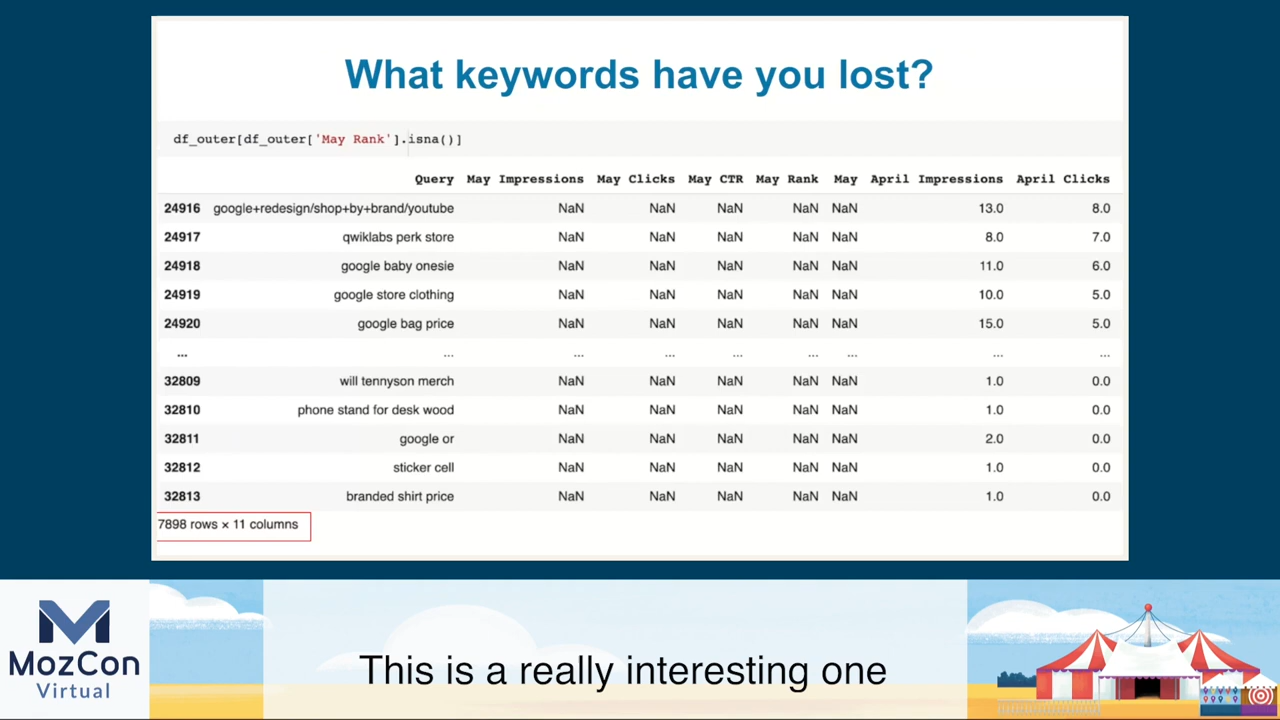 What keywords have you lost?
df_outer[df_outer['May Rank'].isna()]
Query May Impressions May Clicks May CTR May Rank May April Impressions April Clicks
24916 google+redesign/shop+by+brand/youtube NaN NaN NaN NaN NaN 13.0 8.0
24917 qwiklabs perk store NaN NaN NaN NaN NaN 8.0 7.0
24918 google baby onesie NaN NaN NaN NaN NaN 11.0 6.0
24919 google store clothing NaN NaN NaN NaN NaN 10.0 5.0
24920 google bag price NaN NaN NaN NaN NaN 15.0 5.0
... ... ... ... ... ... ... ... ...
32809 will tennyson merch NaN NaN NaN NaN NaN 1.0 0.0
32810 phone stand for desk wood NaN NaN NaN NaN NaN 1.0 0.0
32811 google or NaN NaN NaN NaN NaN 2.0 0.0
32812 sticker cell NaN NaN NaN NaN NaN 1.0 0.0
32813 branded shirt price NaN NaN NaN NaN NaN 1.0 0.0
7898 rows × 11 columns
MozCon
Virtual
This is a really interesting one